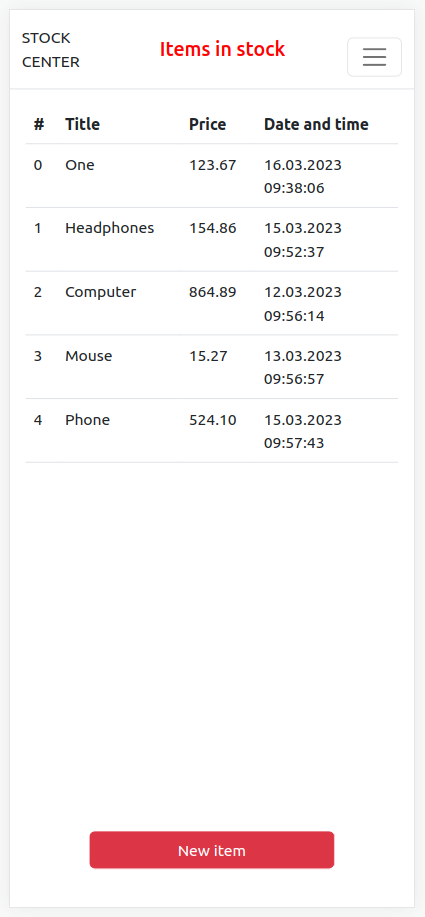 STOCK
CENTER
Items in stock
# Title Price Date and time
0 One 123.67 16.03.2023
09:38:06
1 Headphones 154.86 15.03.2023
09:52:37
2 Computer 864.89 12.03.2023
09:56:14
3 Mouse 15.27 13.03.2023
09:56:57
4 Phone 524.10 15.03.2023
09:57:43
New item